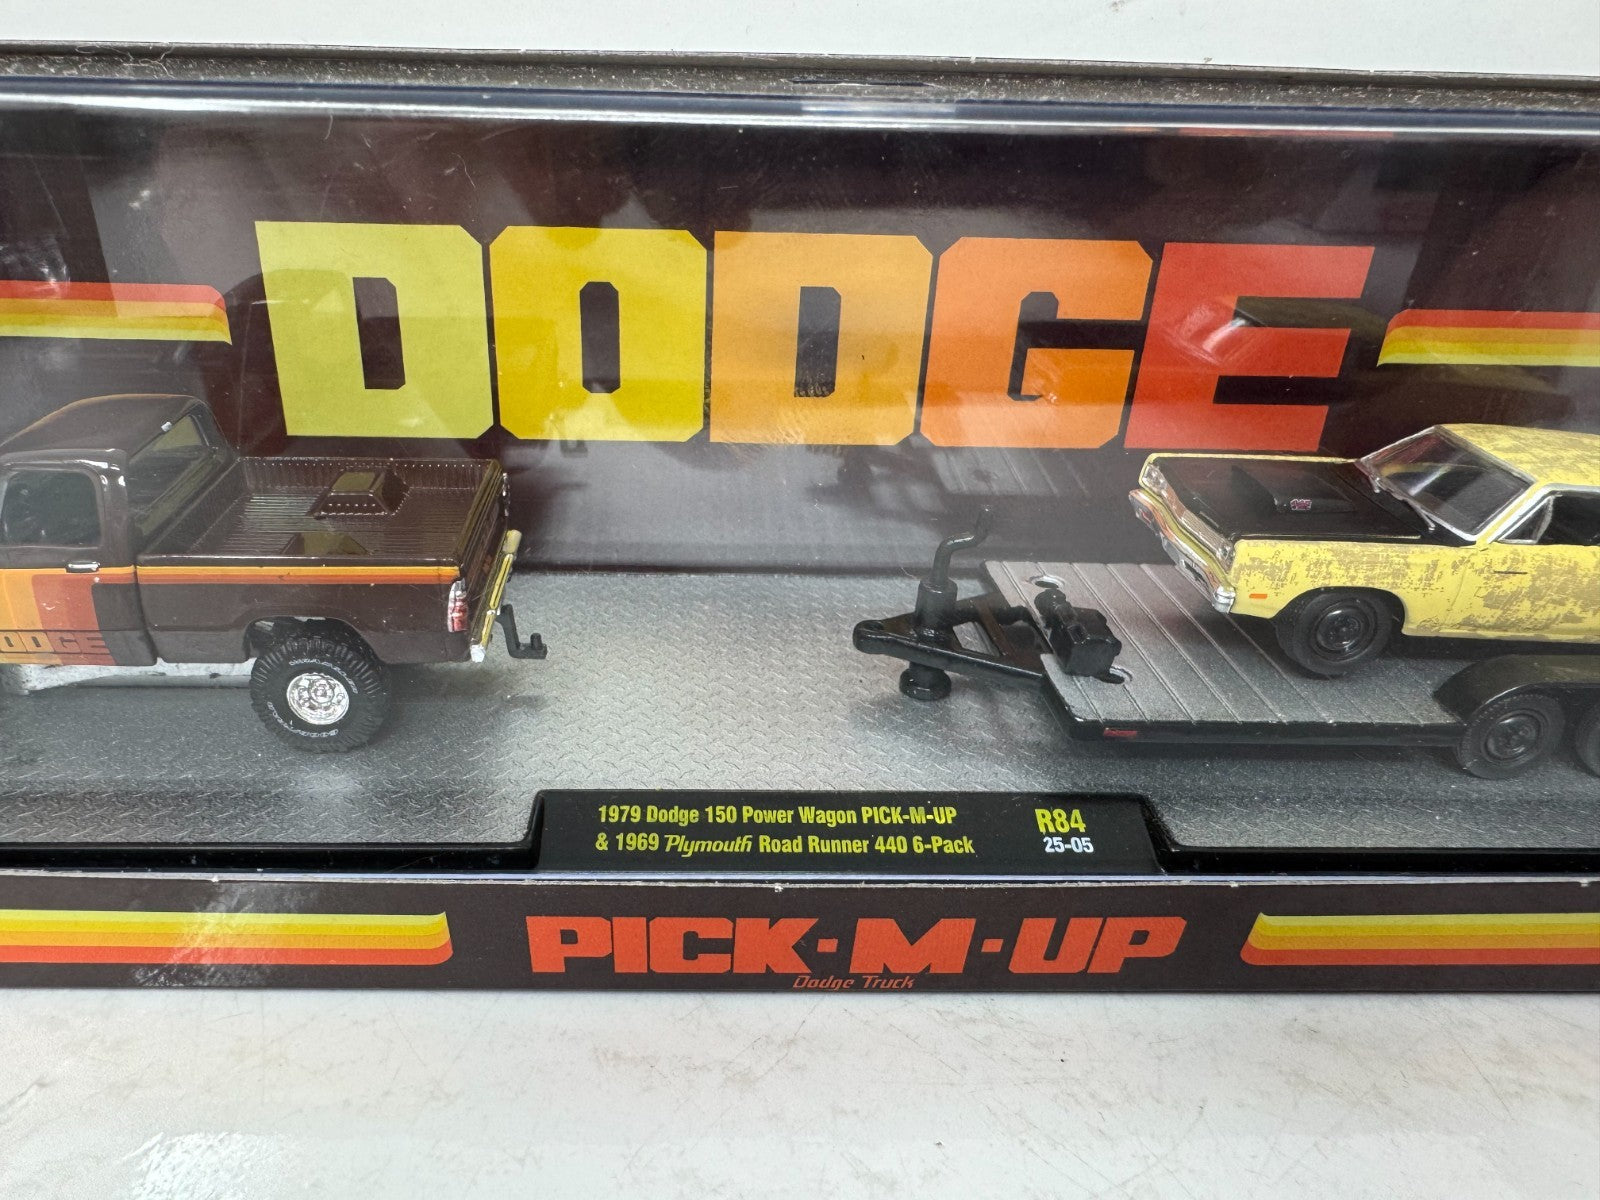 DODGE
DODGE
GOODYEAR
1979 Dodge 150 Power Wagon PICK-M-UP
& 1969 Plymouth Road Runner 440 6-Pack
R84
25-05
PICK-M-UP
Dodge Truck